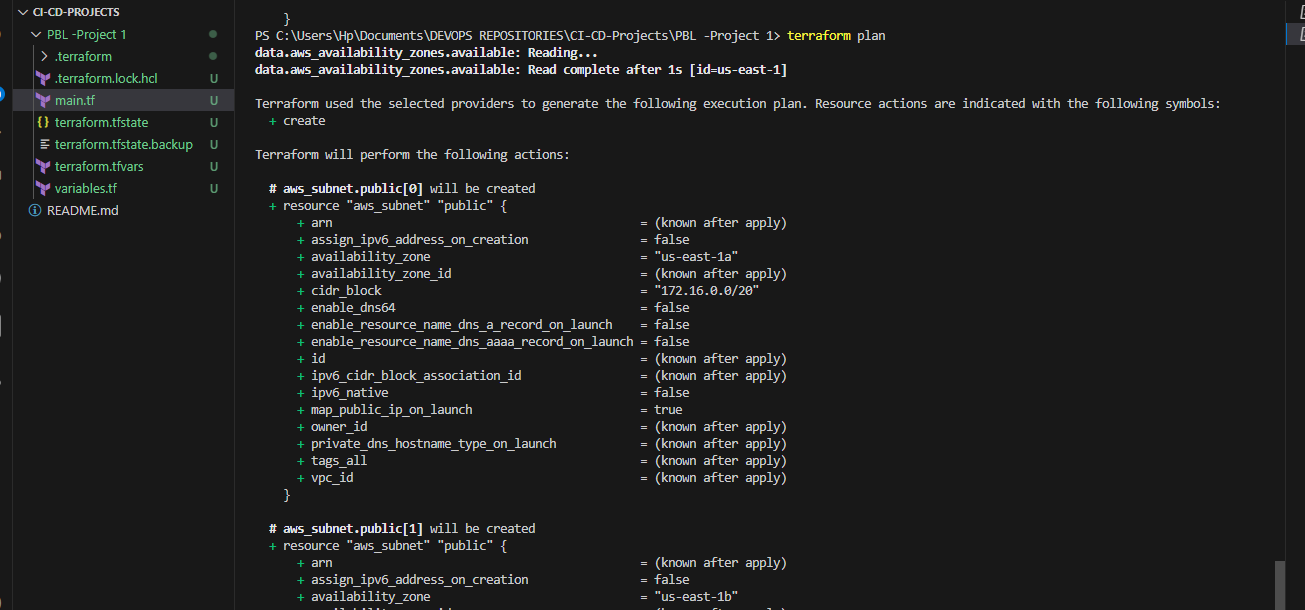 CI-CD-PROJECTS
PBL -Project 1
.terraform
.terraform.lock.hcl U
main.tf U
terraform.tfstate U
terraform.tfstate.backup U
terraform.tfvars U
variables.tf U
README.md
}
PS C:\Users\Hp\Documents\DEVOPS REPOSITORIES\CI-CD-Projects\PBL -Project 1> terraform plan
data.aws_availability_zones.available: Reading...
data.aws_availability_zones.available: Read complete after 1s [id=us-east-1]
Terraform used the selected providers to generate the following execution plan. Resource actions are indicated with the following symbols:
+ create
Terraform will perform the following actions:
# aws_subnet.public[0] will be created
+ resource "aws_subnet" "public" {
+ arn = (known after apply)
+ assign_ipv6_address_on_creation = false
+ availability_zone = "us-east-1a"
+ availability_zone_id = (known after apply)
+ cidr_block = "172.16.0.0/20"
+ enable_dns64 = false
+ enable_resource_name_dns_a_record_on_launch = false
+ enable_resource_name_dns_aaaa_record_on_launch = false
+ id = (known after apply)
+ ipv6_cidr_block_association_id = (known after apply)
+ ipv6_native = false
+ map_public_ip_on_launch = true
+ owner_id = (known after apply)
+ private_dns_hostname_type_on_launch = (known after apply)
+ tags_all = (known after apply)
+ vpc_id = (known after apply)
}
# aws_subnet.public[1] will be created
+ resource "aws_subnet" "public" {
+ arn = (known after apply)
+ assign_ipv6_address_on_creation = false
+ availability_zone = "us-east-1b"